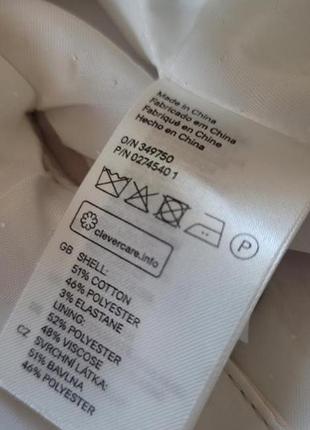 Made in China
Fabricado em China
Fabriqué en Chine
Hecho en China
O/N 349750
P/N 0274540 1
P
clevercare.info
GB SHELL:
51% COTTON
46% POLYESTER
3% ELASTANE
LINING:
52% POLYESTER
48% VISCOSE
CZ SVRCHNÍ LÁTKA:
51% BAVLNA
46% POLYESTER